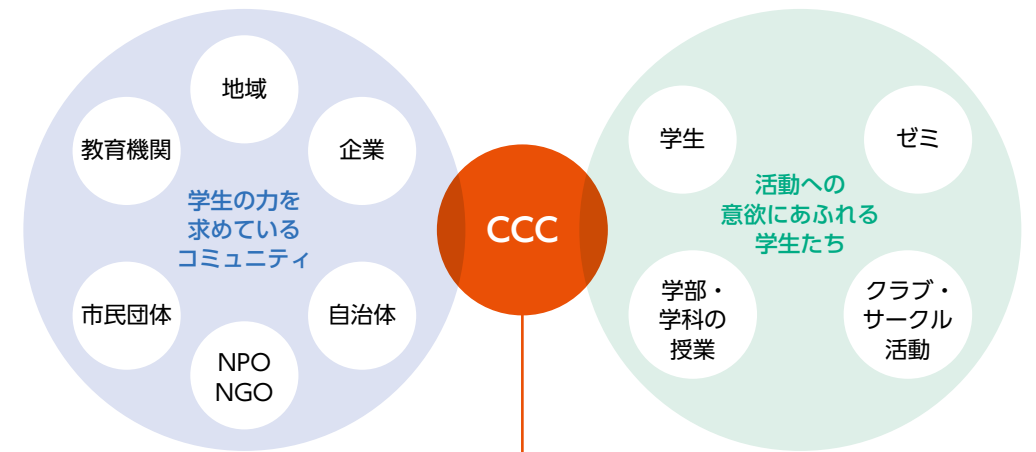 地域
教育機関
企業
学生の力を
求めている
コミュニティ
市民団体
自治体
NPO
NGO
CCC
学生
ゼミ
活動への
意欲にあふれる
学生たち
学部・
学科の
授業
クラブ・
サークル
活動